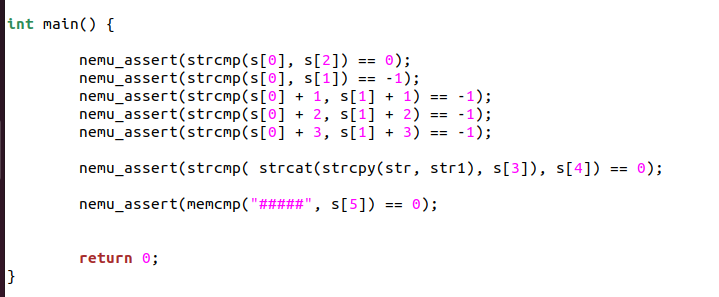 int main() {
nemu_assert(strcmp(s[0], s[2]) == 0);
nemu_assert(strcmp(s[0], s[1]) == -1);
nemu_assert(strcmp(s[0] + 1, s[1] + 1) == -1);
nemu_assert(strcmp(s[0] + 2, s[1] + 2) == -1);
nemu_assert(strcmp(s[0] + 3, s[1] + 3) == -1);
nemu_assert(strcmp( strcat(strcpy(str, str1), s[3]), s[4]) == 0);
nemu_assert(memcmp("#####", s[5]) == 0);
return 0;
}